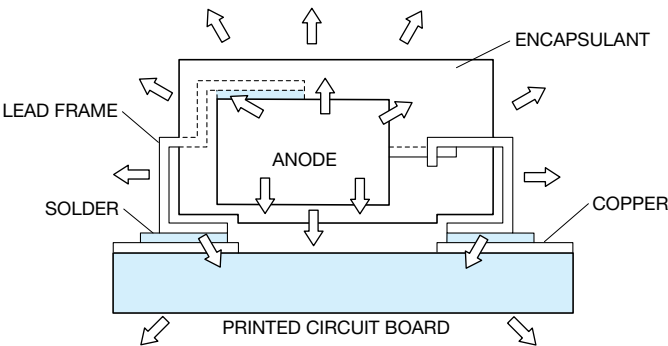 ENCAPSULANT
LEAD FRAME
ANODE
SOLDER
COPPER
PRINTED CIRCUIT BOARD